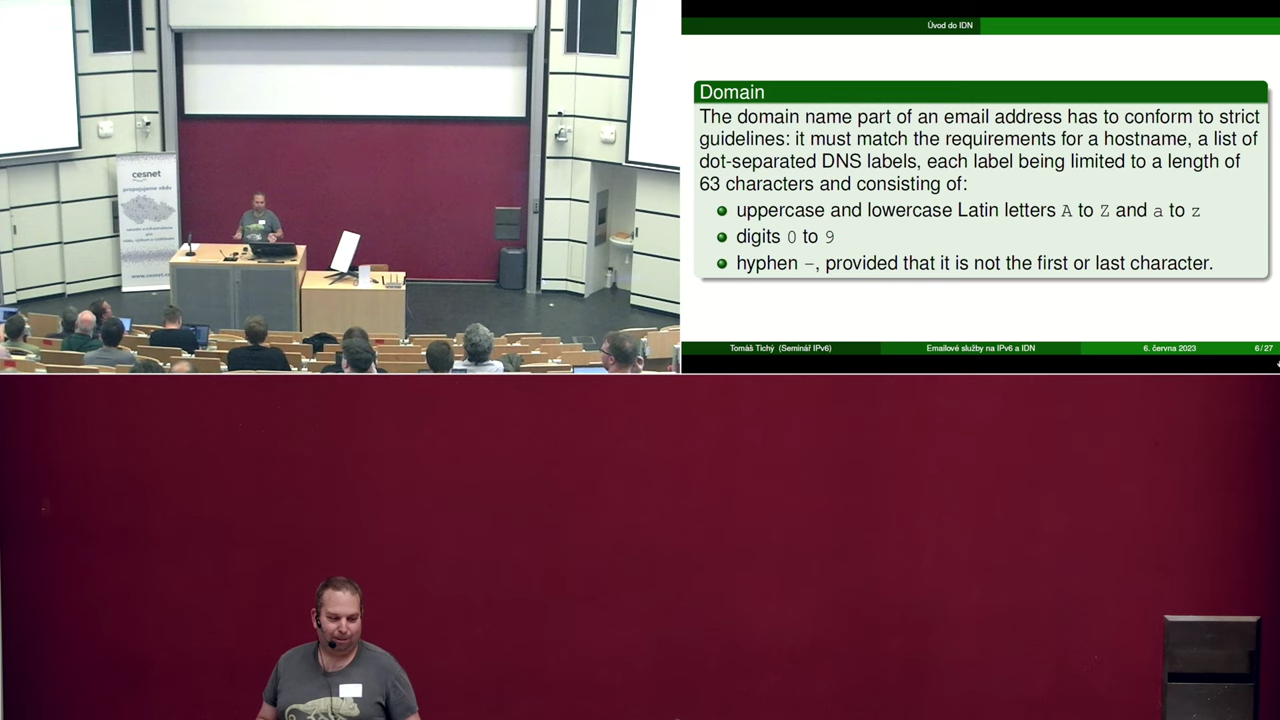 cesnet
propojujeme vědu
www.cesnet.cz
Úvod do IDN
Domain
The domain name part of an email address has to conform to strict
guidelines: it must match the requirements for a hostname, a list of
dot-separated DNS labels, each label being limited to a length of
63 characters and consisting of:
uppercase and lowercase Latin letters A to Z and a to z
digits 0 to 9
hyphen -, provided that it is not the first or last character.
Tomáš Tichý (Seminář IPv6)
Emailové služby na IPv6 a IDN
6. června 2023
6 / 27